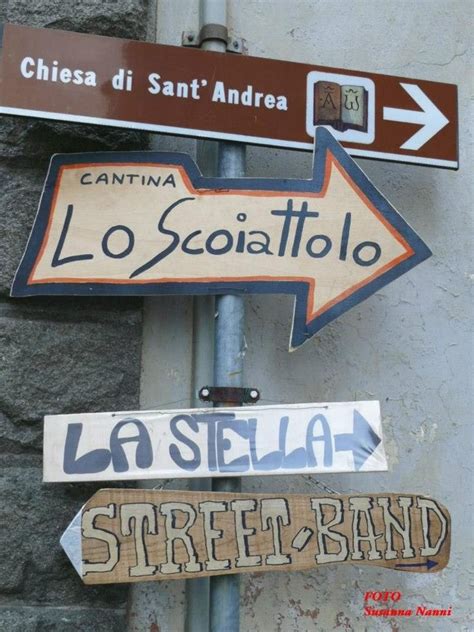 Chiesa di Sant'Andrea
A W
CANTINA
Lo Scoiattolo
LA STELLA
STREET-BAND
FOTO
Susanna Nanni